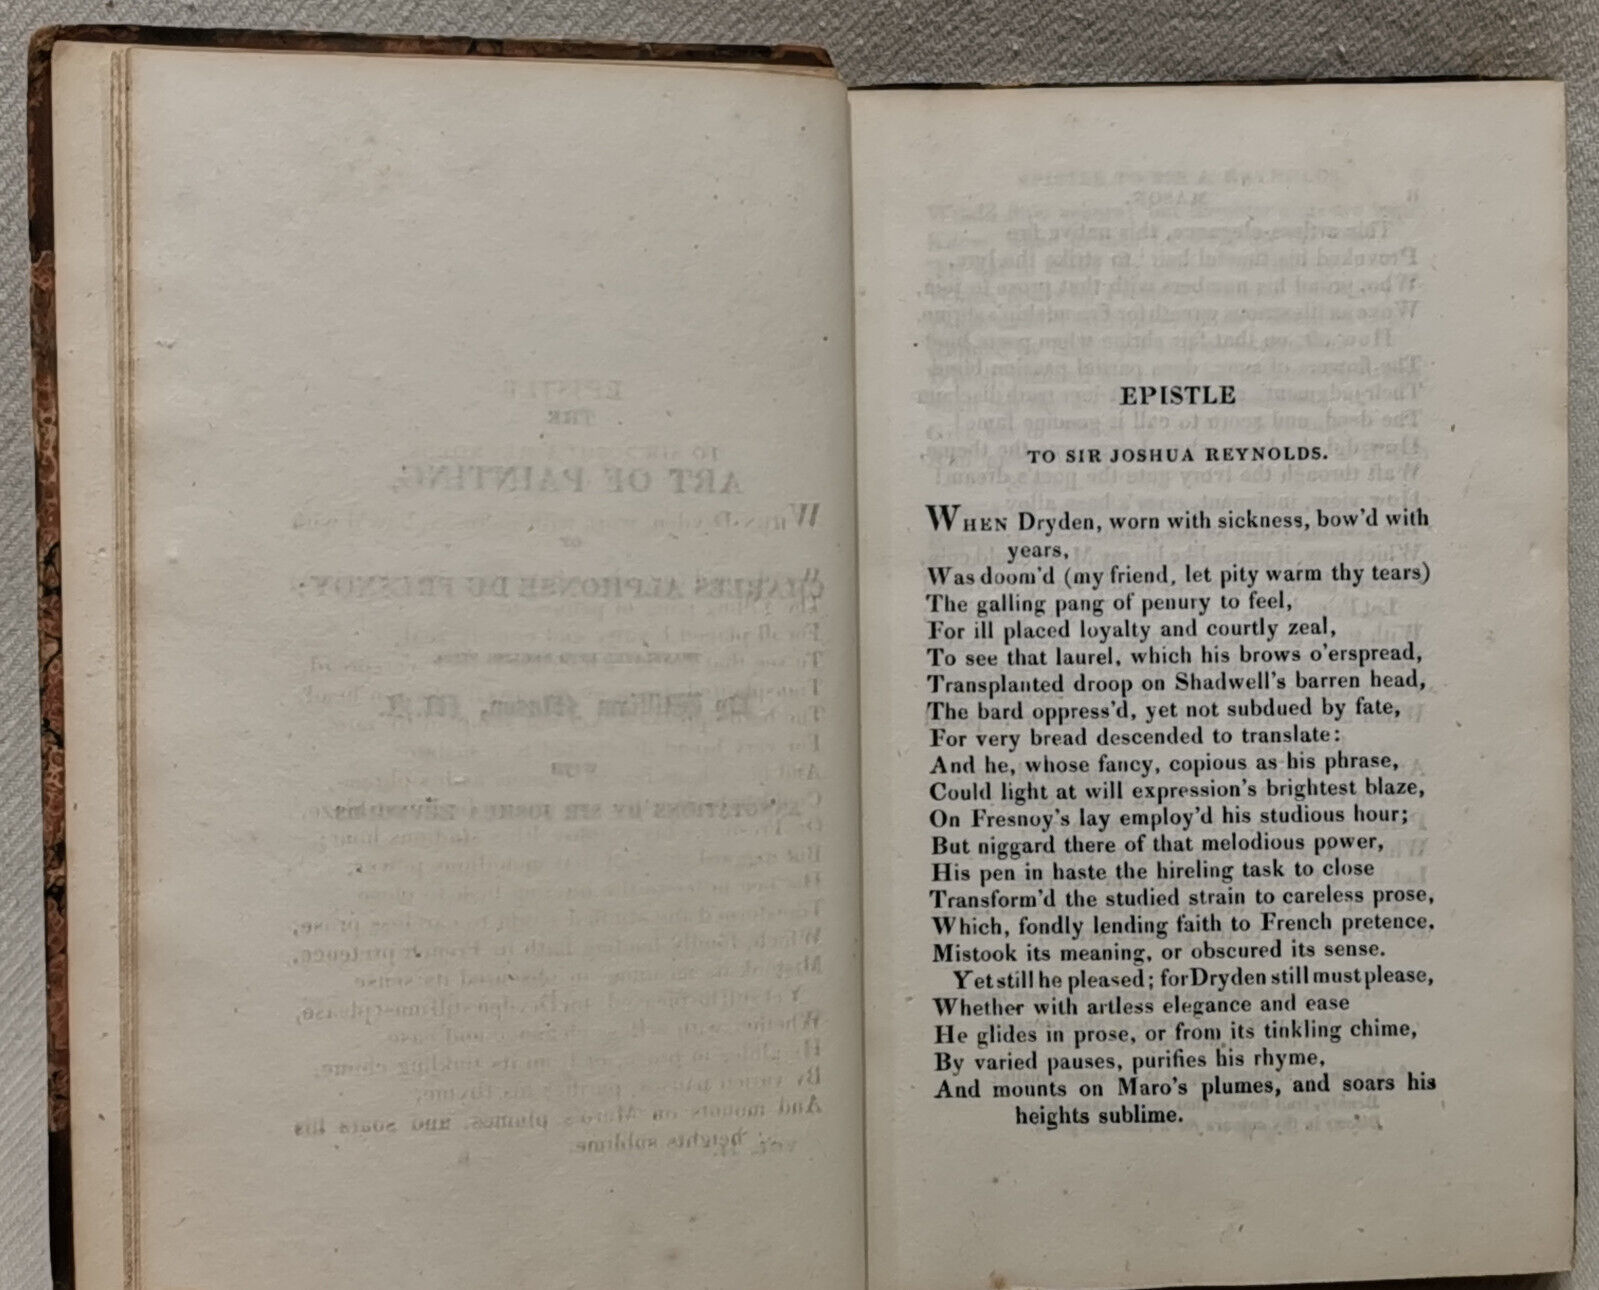 EPISTLE
TO SIR JOSHUA REYNOLDS.
WHEN Dryden, worn with sickness, bow'd with
years,
Was doom'd (my friend, let pity warm thy tears)
The galling pang of penury to feel,
For ill placed loyalty and courtly zeal,
To see that laurel, which his brows o'erspread,
Transplanted droop on Shadwell's barren head,
The bard oppress'd, yet not subdued by fate,
For very bread descended to translate:
And he, whose fancy, copious as his phrase,
Could light at will expression's brightest blaze,
On Fresnoy's lay employ'd his studious hour;
But niggard there of that melodious power,
His pen in haste the hireling task to close
Transform'd the studied strain to careless prose,
Which, fondly lending faith to French pretence,
Mistook its meaning, or obscured its sense.
Yet still he pleased; for Dryden still must please,
Whether with artless elegance and ease
He glides in prose, or from its tinkling chime,
By varied pauses, purifies his rhyme,
And mounts on Maro's plumes, and soars his
heights sublime.